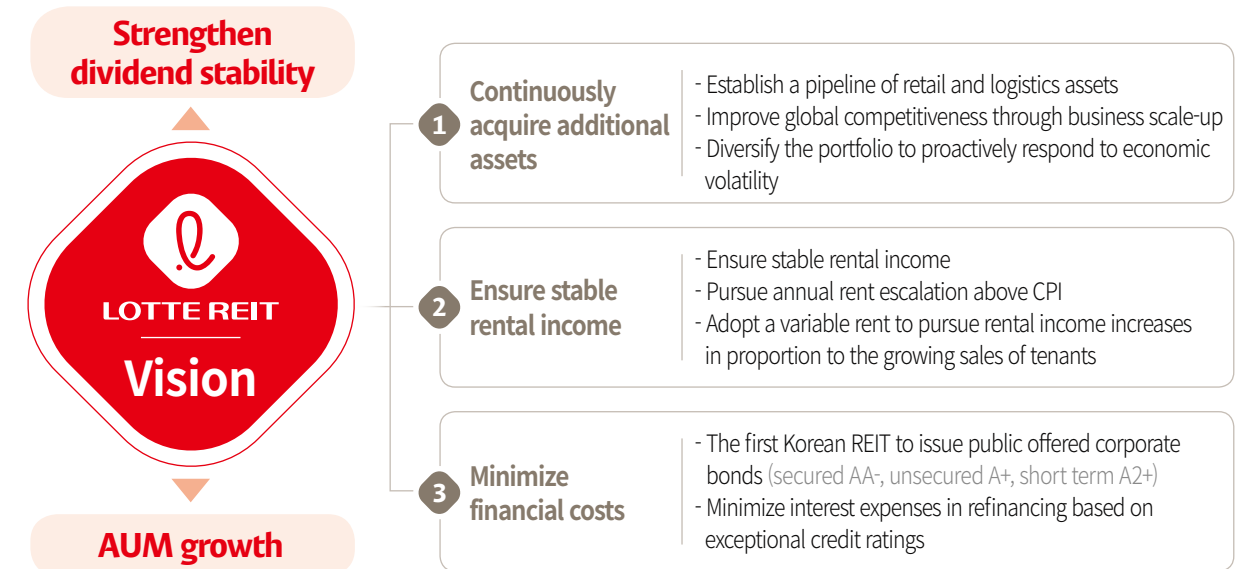 Strengthen
dividend stability
LOTTE REIT
Vision
AUM growth
1
Continuously
acquire additional
assets
- Establish a pipeline of retail and logistics assets
- Improve global competitiveness through business scale-up
- Diversify the portfolio to proactively respond to economic
volatility
2
Ensure stable
rental income
- Ensure stable rental income
- Pursue annual rent escalation above CPI
- Adopt a variable rent to pursue rental income increases
in proportion to the growing sales of tenants
3
Minimize
financial costs
- The first Korean REIT to issue public offered corporate
bonds (secured AA-, unsecured A+, short term A2+)
- Minimize interest expenses in refinancing based on
exceptional credit ratings